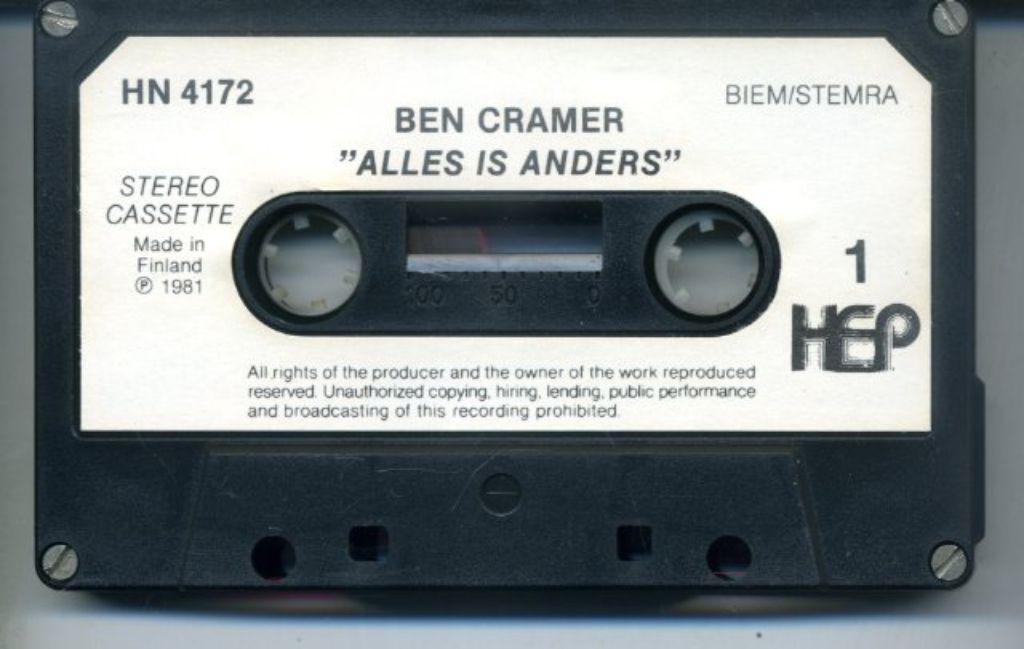 HN 4172
BIEM/STEMRA
BEN CRAMER
"ALLES IS ANDERS"
STEREO
CASSETTE
Made in
Finland
℗ 1981
100 50 0
1
HEP
All rights of the producer and the owner of the work reproduced
reserved. Unauthorized copying, hiring, lending, public performance
and broadcasting of this recording prohibited.